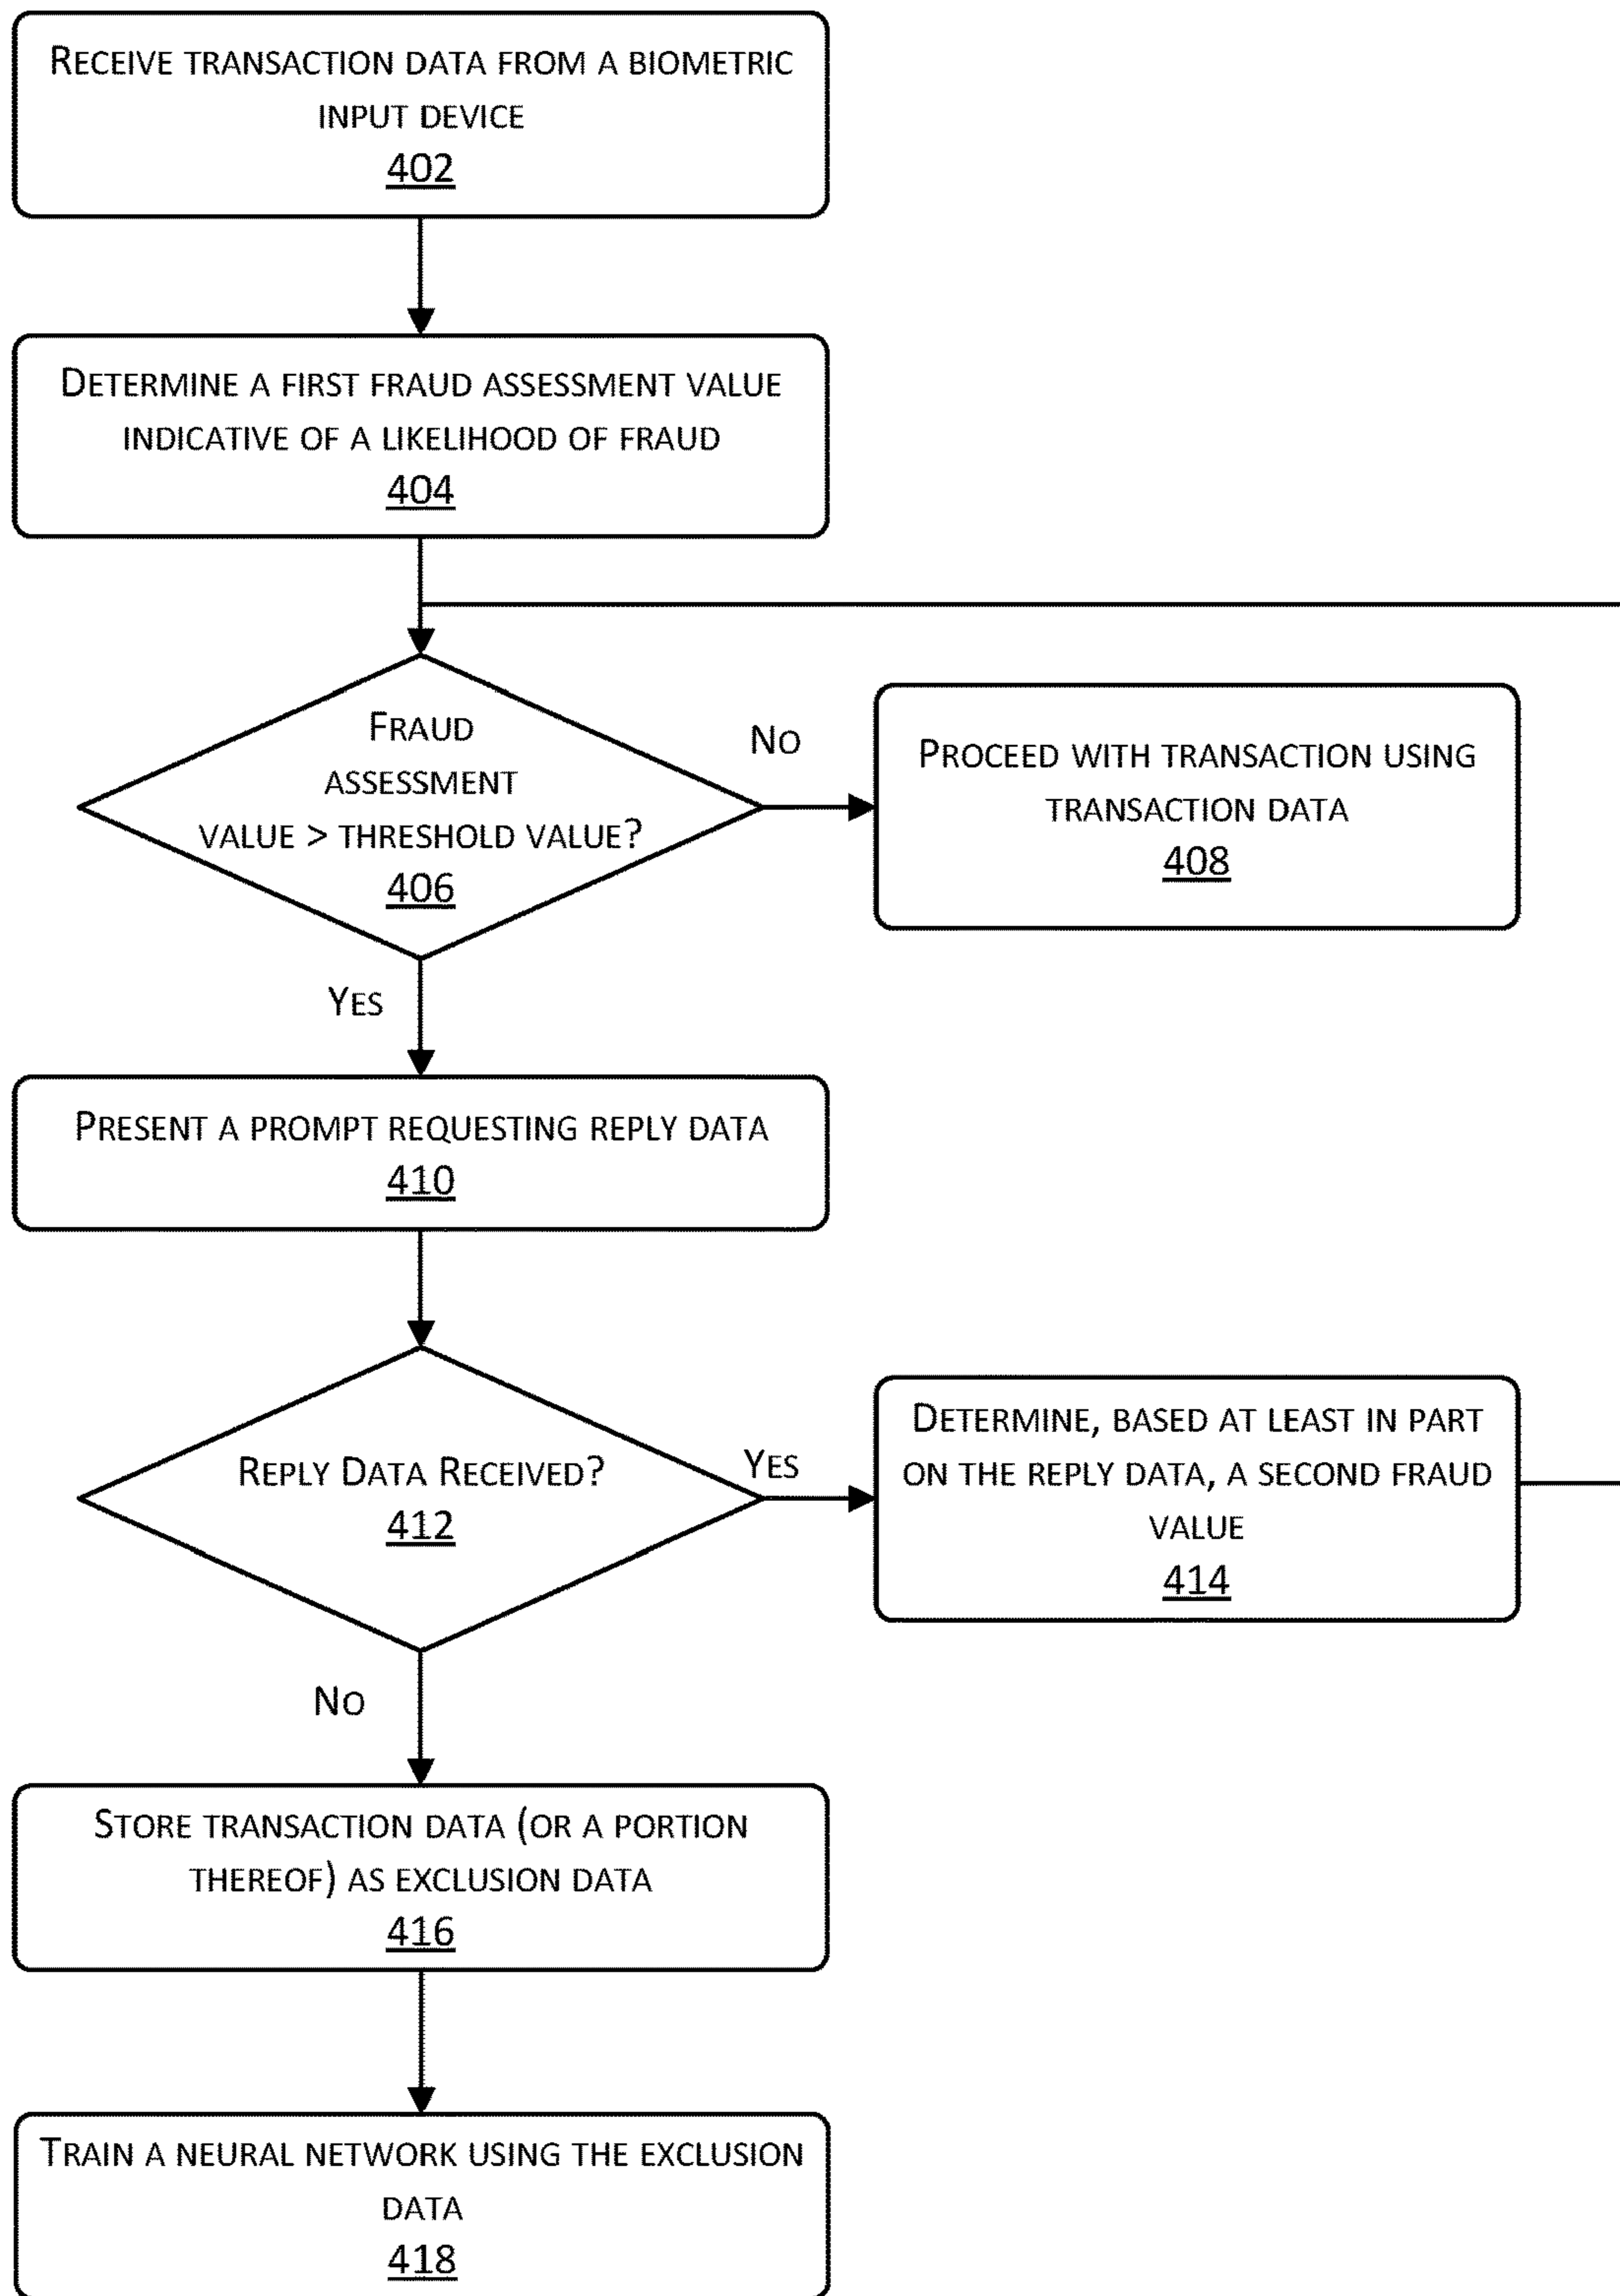 RECEIVE TRANSACTION DATA FROM A BIOMETRIC
INPUT DEVICE
402
DETERMINE A FIRST FRAUD ASSESSMENT VALUE
INDICATIVE OF A LIKELIHOOD OF FRAUD
404
FRAUD
ASSESSMENT
VALUE > THRESHOLD VALUE?
406
NO
PROCEED WITH TRANSACTION USING
TRANSACTION DATA
408
YES
PRESENT A PROMPT REQUESTING REPLY DATA
410
REPLY DATA RECEIVED?
412
YES
DETERMINE, BASED AT LEAST IN PART
ON THE REPLY DATA, A SECOND FRAUD
VALUE
414
NO
STORE TRANSACTION DATA (OR A PORTION
THEREOF) AS EXCLUSION DATA
416
TRAIN A NEURAL NETWORK USING THE EXCLUSION
DATA
418